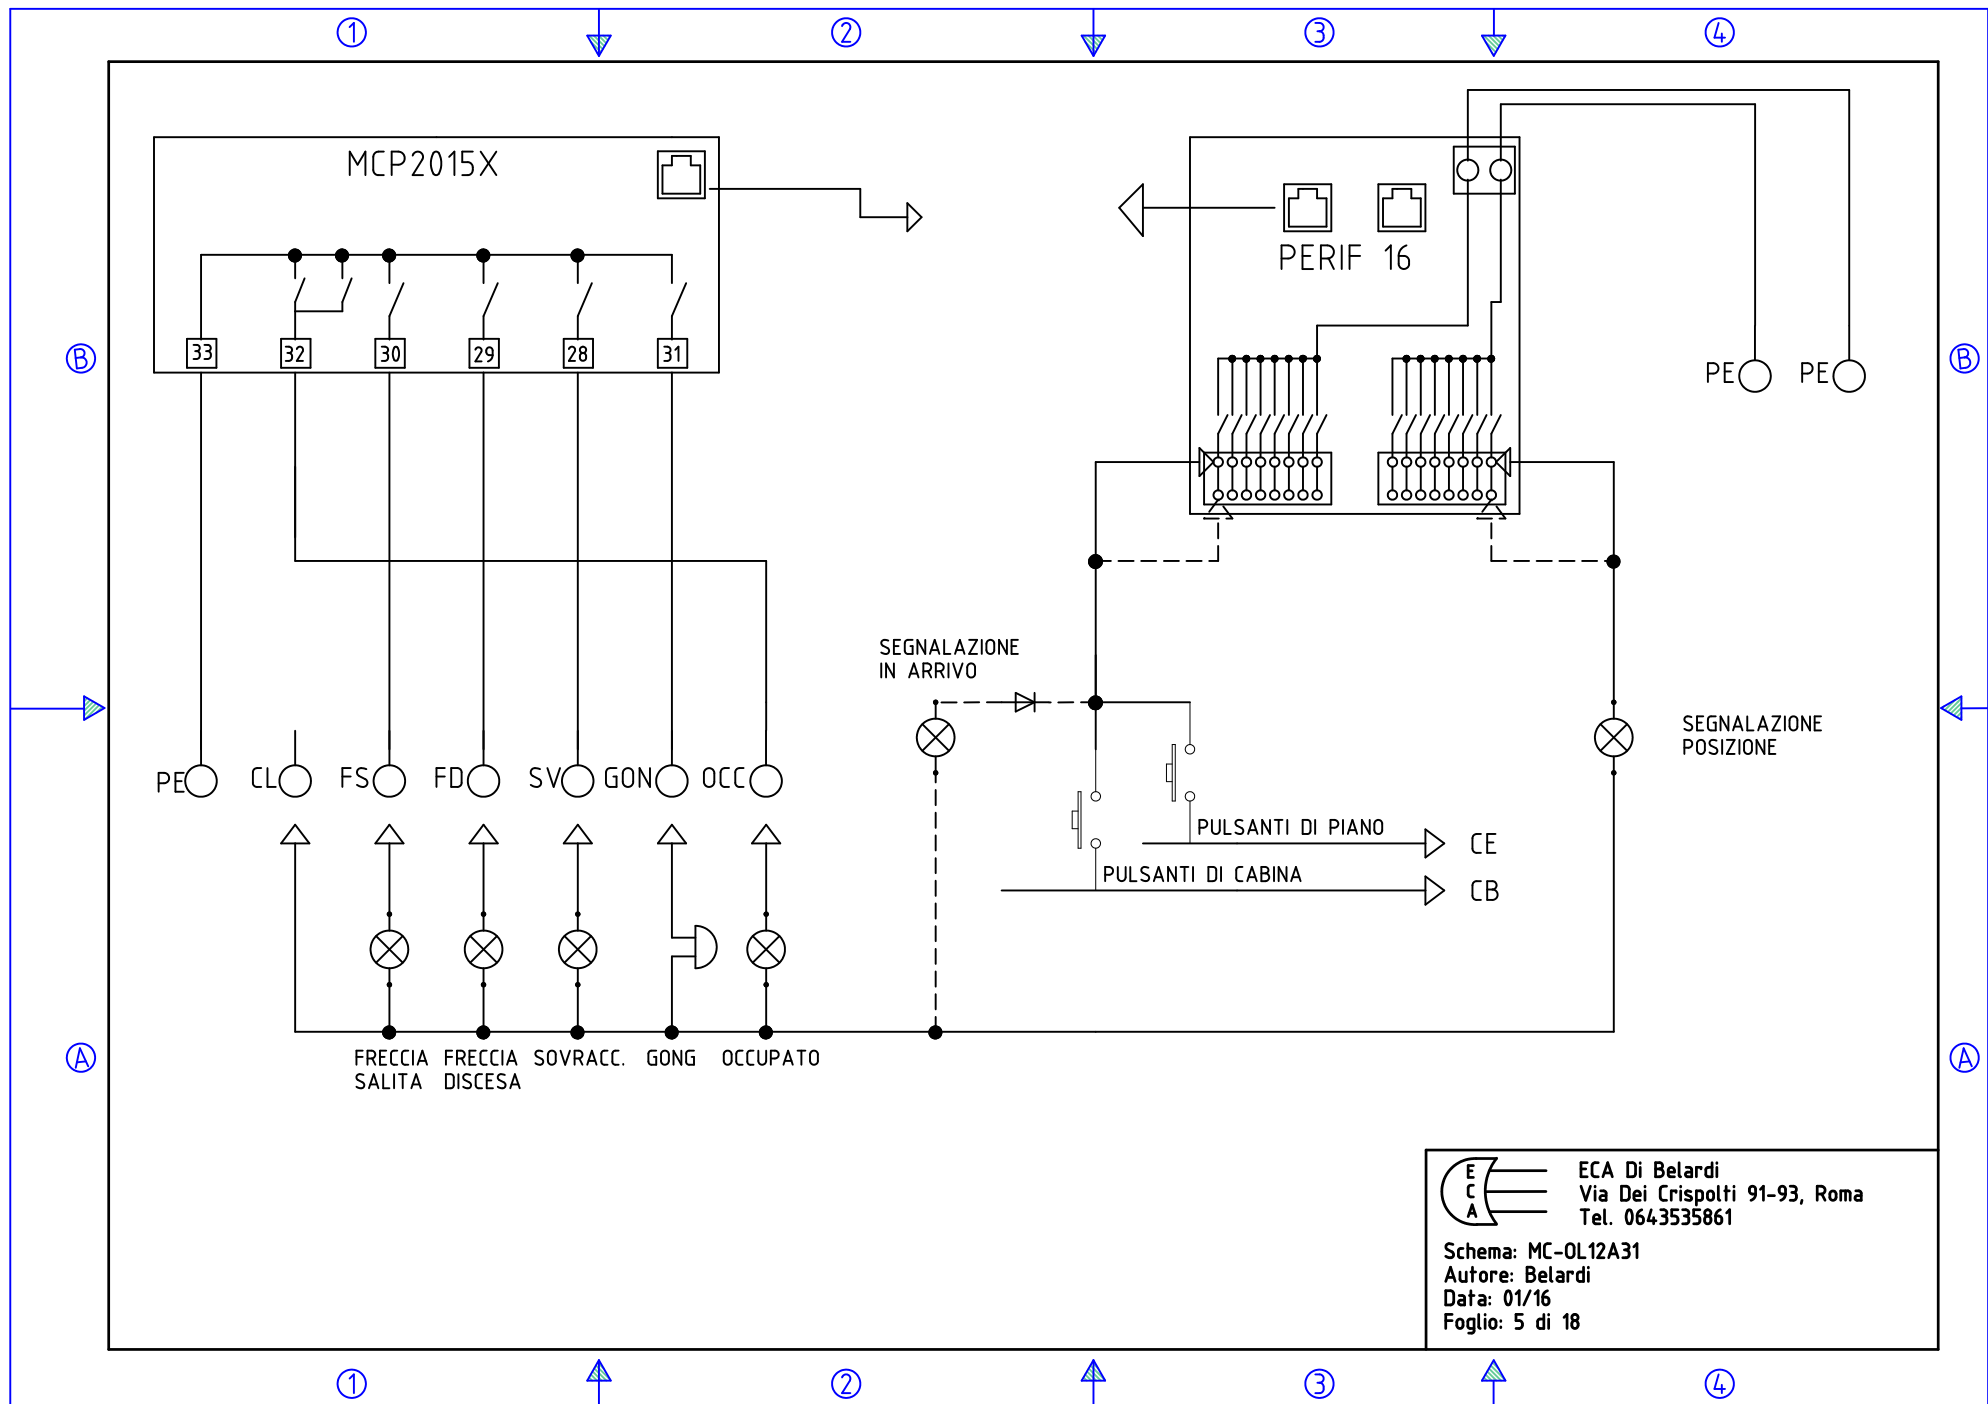 1 2 3 4
MCP2015X
PERIF 16
33 32 30 29 28 31
B
B
PE PE
SEGNALAZIONE
IN ARRIVO
SEGNALAZIONE
POSIZIONE
PE CL FS FD SV GON OCC
PULSANTI DI PIANO
CE
PULSANTI DI CABINA
CB
A
A
FRECCIA
SALITA
FRECCIA
DISCESA
SOVRACC.
GONG
OCCUPATO
E
C
A
ECA Di Belardi
Via Dei Crispolti 91-93, Roma
Tel. 0643535861
Schema: MC-OL12A31
Autore: Belardi
Data: 01/16
Foglio: 5 di 18
1 2 3 4